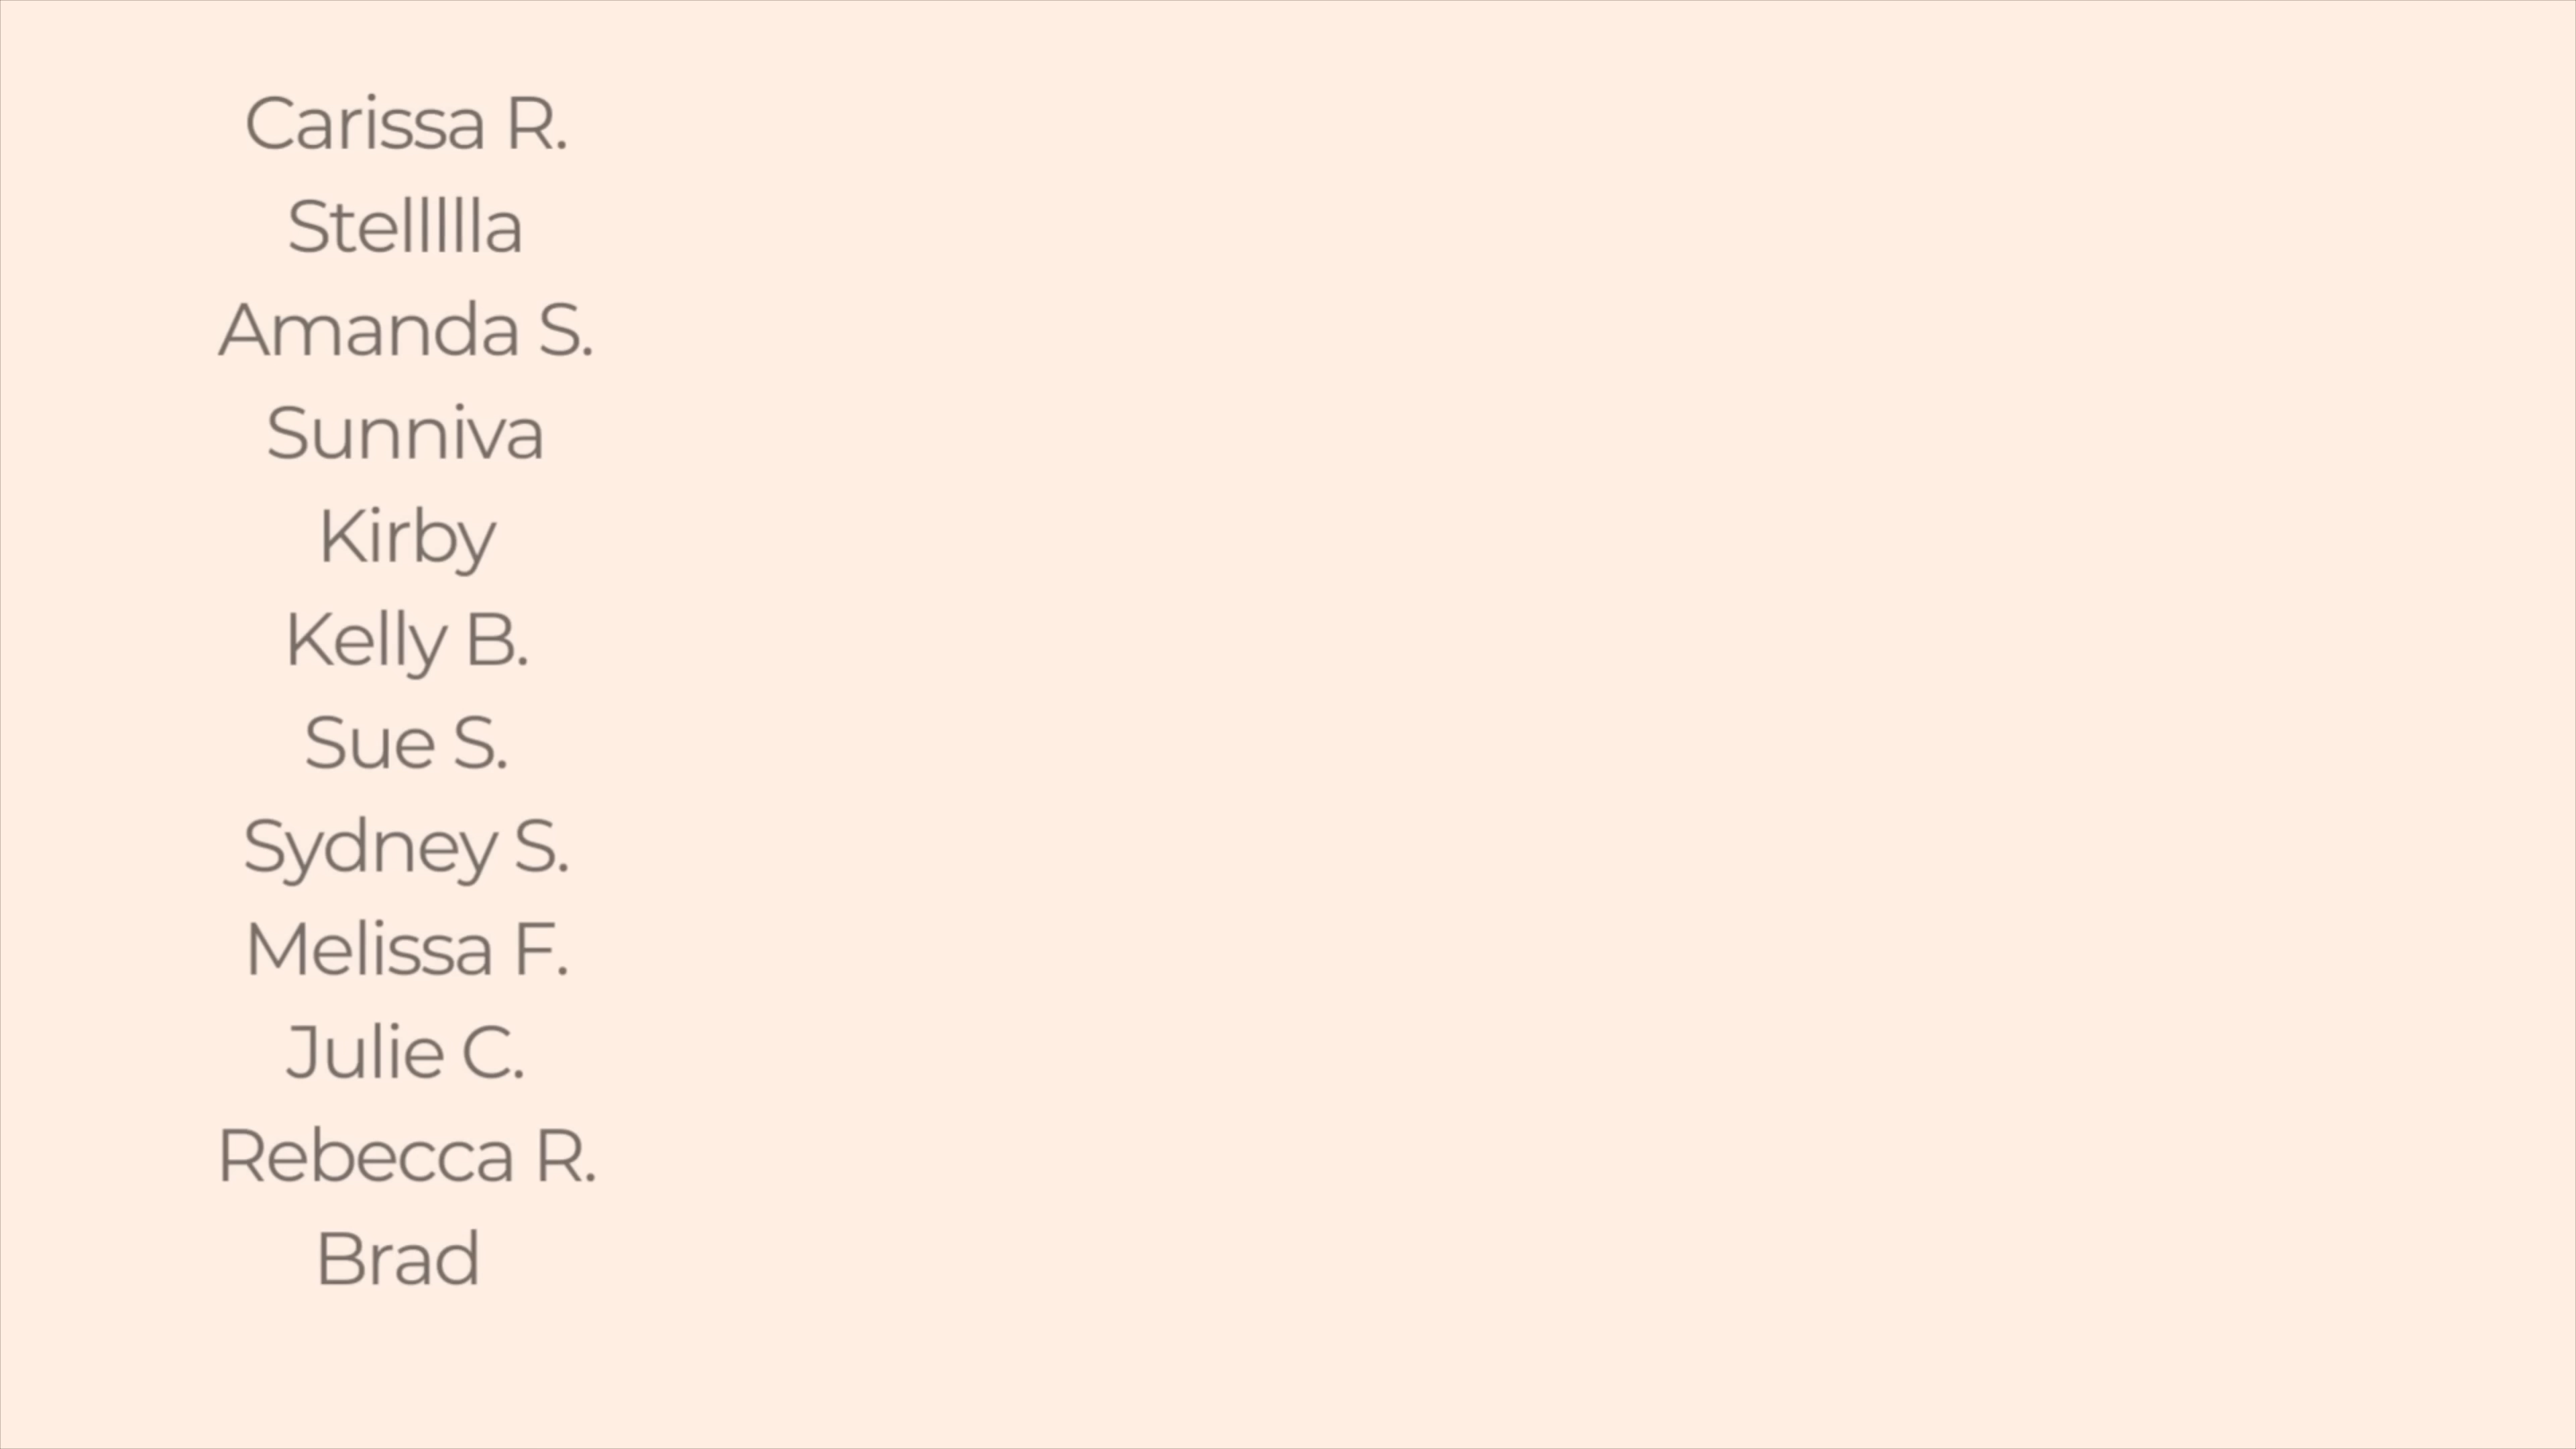 Carissa R.
Stellllla
Amanda S.
Sunniva
Kirby
Kelly B.
Sue S.
Sydney S.
Melissa F.
Julie C.
Rebecca R.
Brad